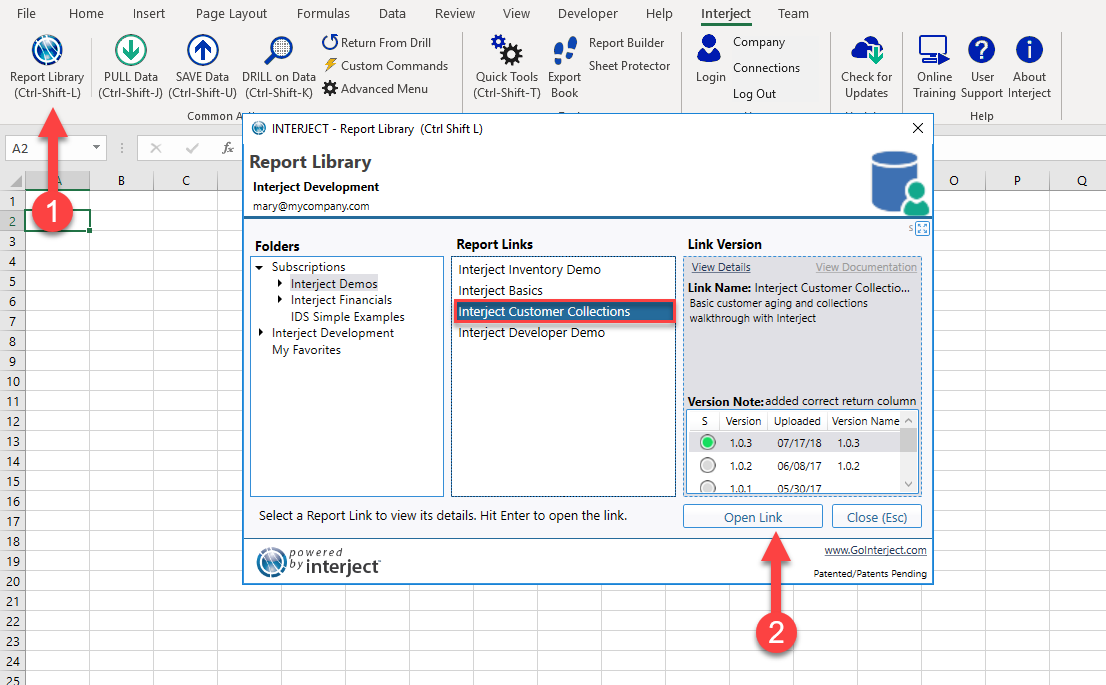 File Home Insert Page Layout Formulas Data Review View Developer Help Interject Team
Report Library
(Ctrl-Shift-L)
PULL Data
(Ctrl-Shift-J)
SAVE Data
(Ctrl-Shift-U)
DRILL on Data
(Ctrl-Shift-K)
Return From Drill
Custom Commands
Advanced Menu
Quick Tools
(Ctrl-Shift-T)
Export
Book
Report Builder
Sheet Protector
Login
Company
Connections
Log Out
Check for
Updates
Online
Training
User
Support
About
Interject
Common A
Help
A2
fx
INTERJECT - Report Library (Ctrl Shift L)
Report Library
Interject Development
mary@mycompany.com
A B C O P Q
1
2
3
4
5
6
7
8
9
10
11
12
13
14
15
16
17
18
19
20
21
22
23
24
25
1
S
Folders
Subscriptions
Interject Demos
Interject Financials
IDS Simple Examples
Interject Development
My Favorites
Report Links
Interject Inventory Demo
Interject Basics
Interject Customer Collections
Interject Developer Demo
Link Version
View Details View Documentation
Link Name: Interject Customer Collectio...
Basic customer aging and collections
walkthrough with Interject
Version Note: added correct return column
S Version Uploaded Version Name
1.0.3 07/17/18 1.0.3
1.0.2 06/08/17 1.0.2
1.0.1 05/30/17
Select a Report Link to view its details. Hit Enter to open the link.
Open Link
Close (Esc)
powered
by interject
www.GoInterject.com
Patented/Patents Pending
2